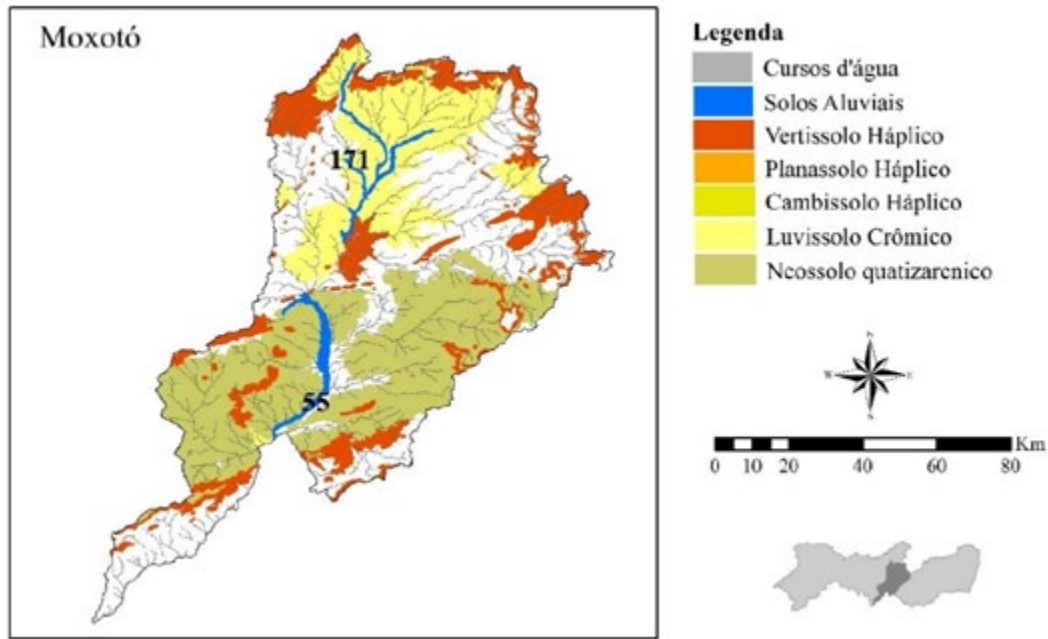 Moxotó
171
55
Legenda
Cursos d'água
Solos Aluviais
Vertissolo Háplico
Planassolo Háplico
Cambissolo Háplico
Luvissolo Crômico
Neossolo quatizarenico
N
W
E
S
Km
0 10 20 40 60 80